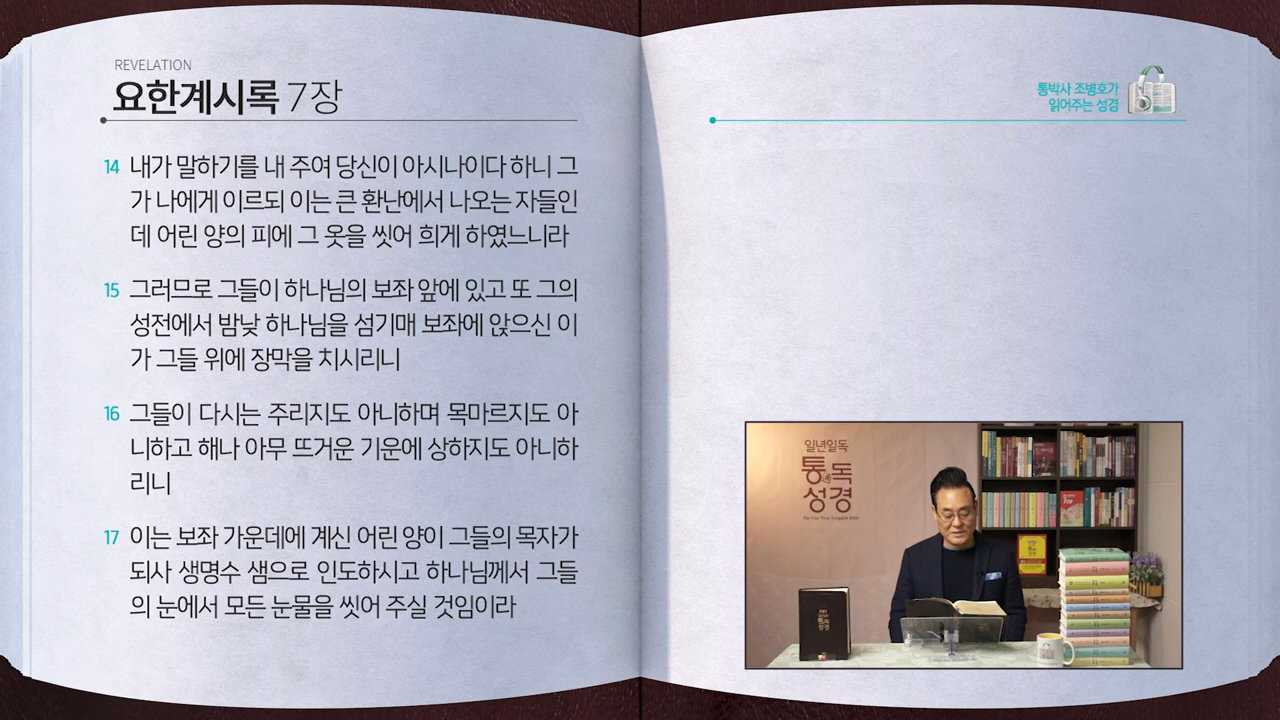 REVELATION
요한계시록 7장
14 내가 말하기를 내 주여 당신이 아시나이다 하니 그
가 나에게 이르되 이는 큰 환난에서 나오는 자들인
데 어린 양의 피에 그 옷을 씻어 희게 하였느니라
15 그러므로 그들이 하나님의 보좌 앞에 있고 또 그의
성전에서 밤낮 하나님을 섬기매 보좌에 앉으신 이
가 그들 위에 장막을 치시리니
16 그들이 다시는 주리지도 아니하며 목마르지도 아
니하고 해나 아무 뜨거운 기운에 상하지도 아니하
리니
17 이는 보좌 가운데에 계신 어린 양이 그들의 목자가
되사 생명수 샘으로 인도하시고 하나님께서 그들
의 눈에서 모든 눈물을 씻어 주실 것임이라
통박사 조병호가
읽어주는 성경
일년일독
통독
성경
통독
성경